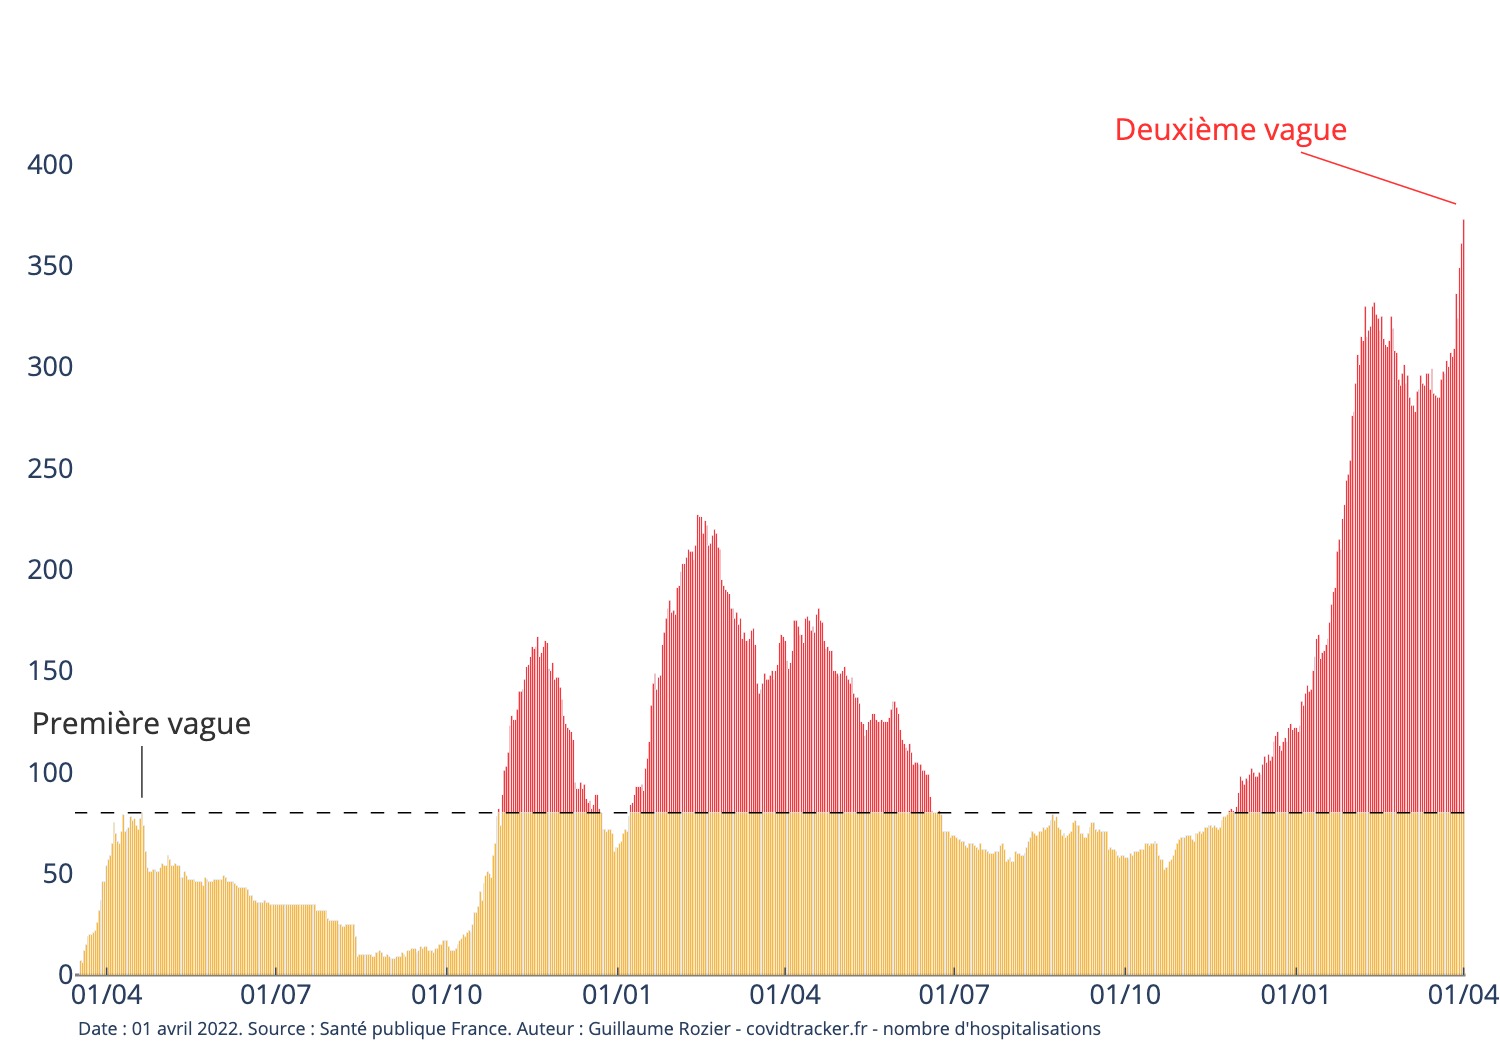 Deuxième vague
400
350
300
250
200
150
Première vague
100
50
0
01/04 01/07 01/10 01/01 01/04 01/07 01/10 01/01 01/04
Date : 01 avril 2022. Source : Santé publique France. Auteur : Guillaume Rozier - covidtracker.fr - nombre d'hospitalisations